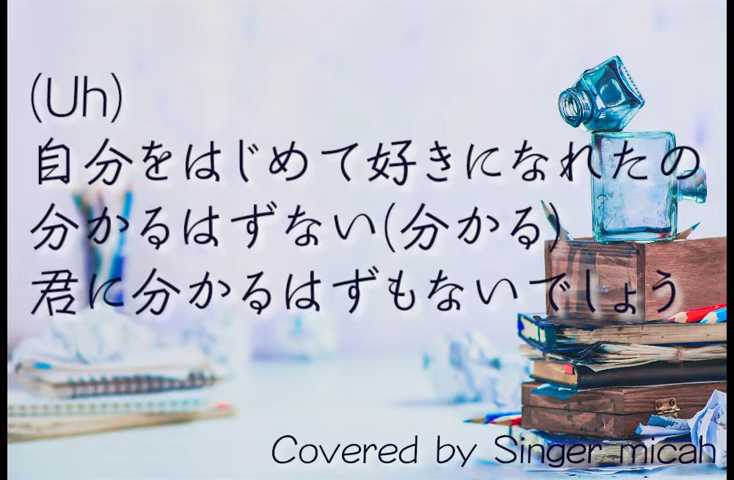 (Uh)
自分をはじめて好きになれたの
分かるはずない(分かる)
君に分かるはずもないでしょう
Covered by Singer micah